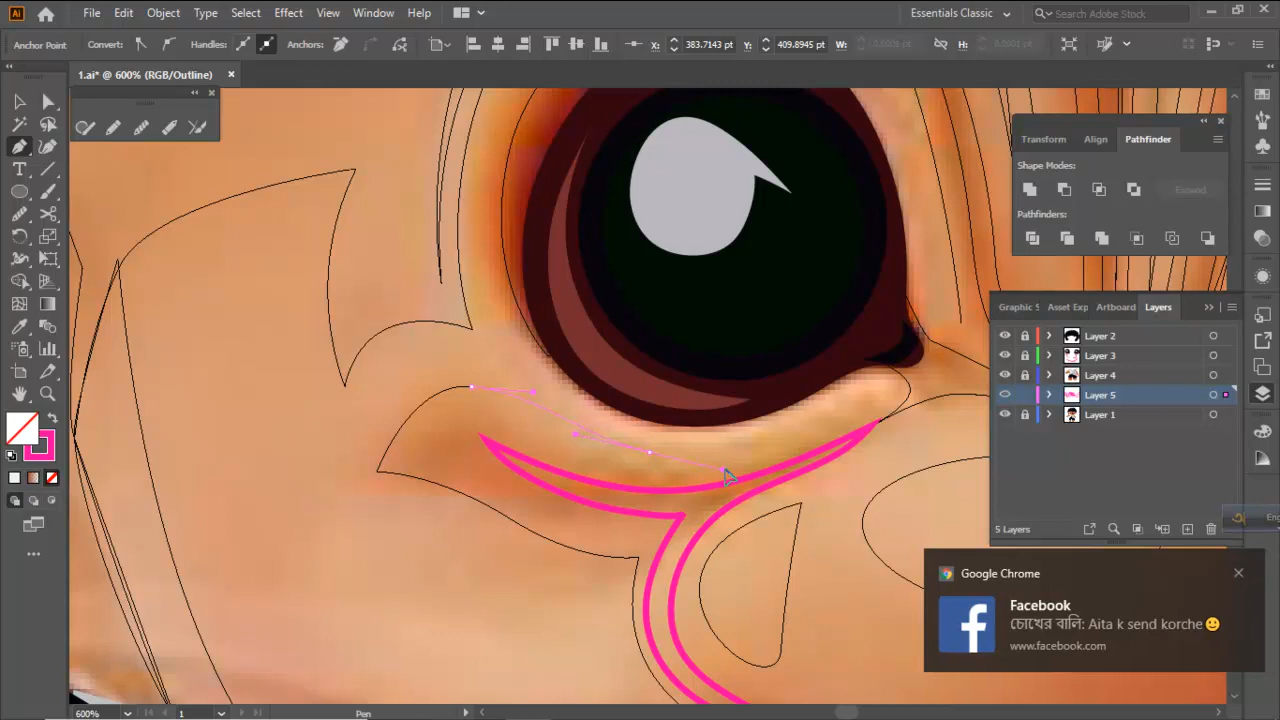 Ai File Edit Object Type Select Effect View Window Help Essentials Classic Search Adobe Stock
Anchor Point Convert: Handles: Anchors: X: 383.7143 pt Y: 409.8945 pt W: H:
1.ai* @ 600% (RGB/Outline)
Transform Align Pathfinder
Shape Modes:
Expand
Pathfinders:
Graphic S Asset Exp Artboard Layers
Layer 2
Layer 3
Layer 4
Layer 5
Layer 1
5 Layers
Eng
Google Chrome
Facebook
চোখের বালি: Aita k send korche🙂
www.facebook.com
600% 1 Pen